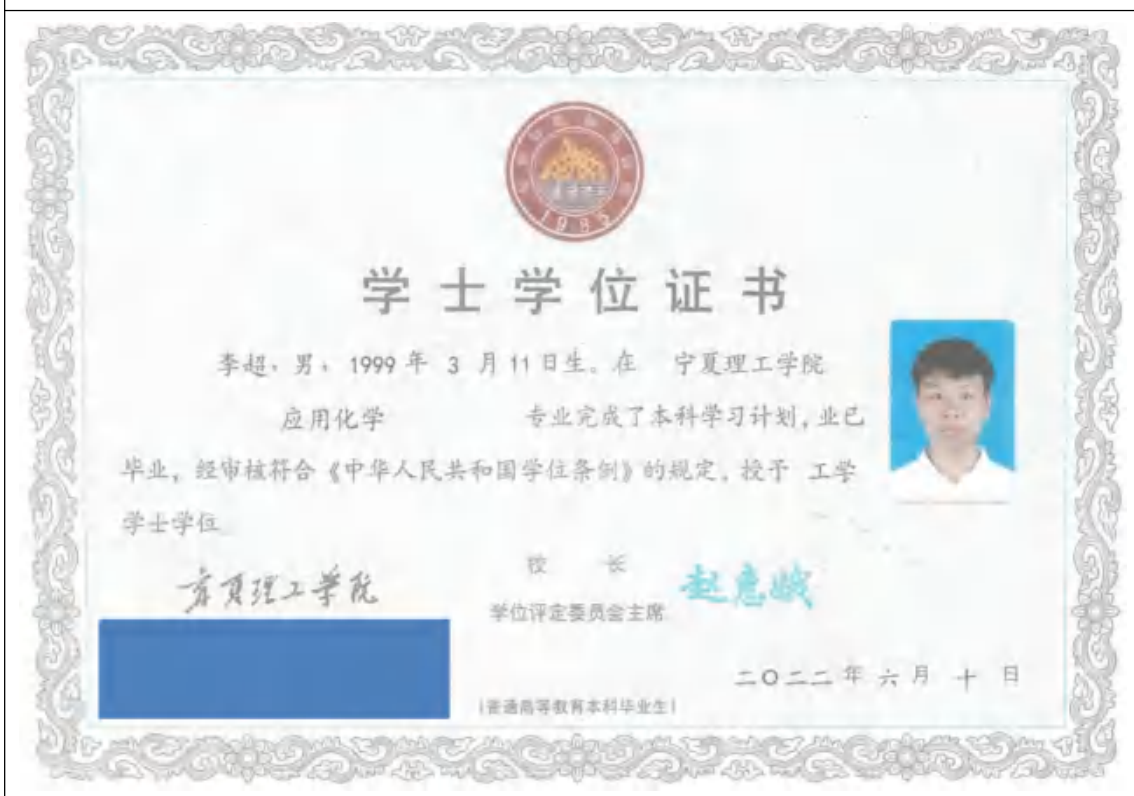 1985
学士学位证书
李超，男，1999 年 3 月 11 日生。在 宁夏理工学院
应用化学 专业完成了本科学习计划，业已
毕业，经审核符合《中华人民共和国学位条例》的规定，授予 工学
学士学位
宁夏理工学院
校 长
赵惠娥
学位评定委员会主席
二〇二二年六月十日
(普通高等教育本科毕业生)